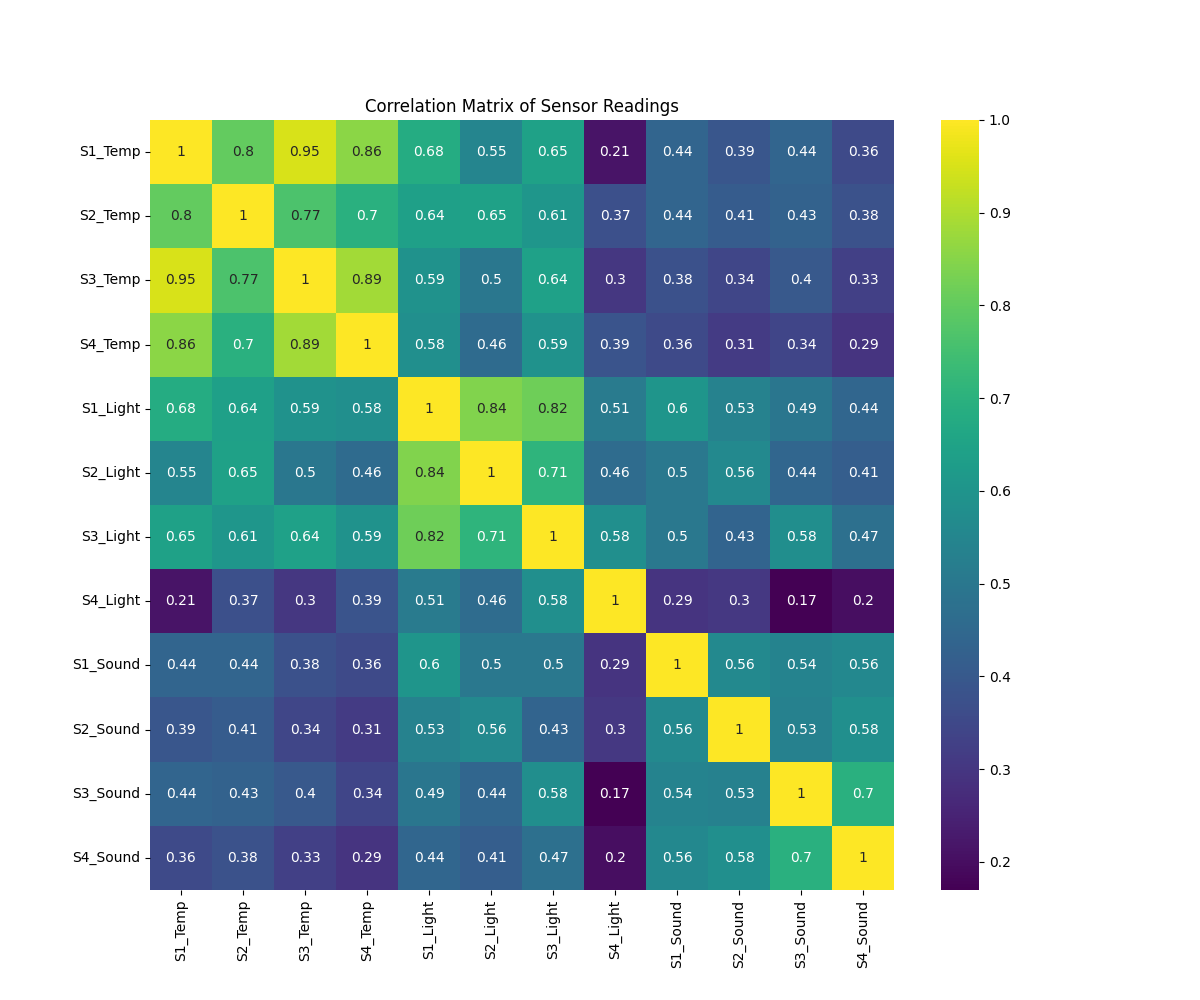 Correlation Matrix of Sensor Readings
S1_Temp 1 0.8 0.95 0.86 0.68 0.55 0.65 0.21 0.44 0.39 0.44 0.36
S2_Temp 0.8 1 0.77 0.7 0.64 0.65 0.61 0.37 0.44 0.41 0.43 0.38
S3_Temp 0.95 0.77 1 0.89 0.59 0.5 0.64 0.3 0.38 0.34 0.4 0.33
S4_Temp 0.86 0.7 0.89 1 0.58 0.46 0.59 0.39 0.36 0.31 0.34 0.29
S1_Light 0.68 0.64 0.59 0.58 1 0.84 0.82 0.51 0.6 0.53 0.49 0.44
S2_Light 0.55 0.65 0.5 0.46 0.84 1 0.71 0.46 0.5 0.56 0.44 0.41
S3_Light 0.65 0.61 0.64 0.59 0.82 0.71 1 0.58 0.5 0.43 0.58 0.47
S4_Light 0.21 0.37 0.3 0.39 0.51 0.46 0.58 1 0.29 0.3 0.17 0.2
S1_Sound 0.44 0.44 0.38 0.36 0.6 0.5 0.5 0.29 1 0.56 0.54 0.56
S2_Sound 0.39 0.41 0.34 0.31 0.53 0.56 0.43 0.3 0.56 1 0.53 0.58
S3_Sound 0.44 0.43 0.4 0.34 0.49 0.44 0.58 0.17 0.54 0.53 1 0.7
S4_Sound 0.36 0.38 0.33 0.29 0.44 0.41 0.47 0.2 0.56 0.58 0.7 1
S1_Temp S2_Temp S3_Temp S4_Temp S1_Light S2_Light S3_Light S4_Light S1_Sound S2_Sound S3_Sound S4_Sound
1.0
0.9
0.8
0.7
0.6
0.5
0.4
0.3
0.2